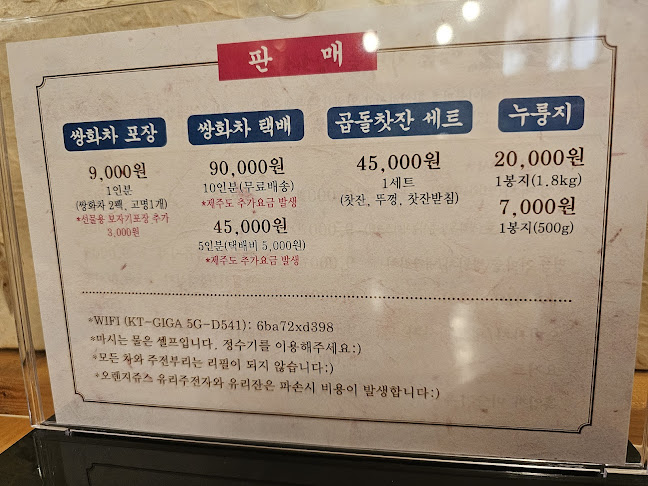 판 매
쌍화차 포장
9,000원
1인분
(쌍화차 2팩, 고명1개)
*선물용 보자기포장 추가
3,000원
쌍화차 택배
90,000원
10인분(무료배송)
*제주도 추가요금 발생
45,000원
5인분(택배비 5,000원)
*제주도 추가요금 발생
곱돌찻잔 세트
45,000원
1세트
(찻잔, 뚜껑, 찻잔받침)
누룽지
20,000원
1봉지(1.8kg)
7,000원
1봉지(500g)
*WIFI (KT-GIGA 5G-D541): 6ba72xd398
*마시는 물은 셀프입니다. 정수기를 이용해주세요:)
*모든 차와 주전부리는 리필이 되지 않습니다:)
*오렌지쥬스 유리주전자와 유리잔은 파손시 비용이 발생합니다:)